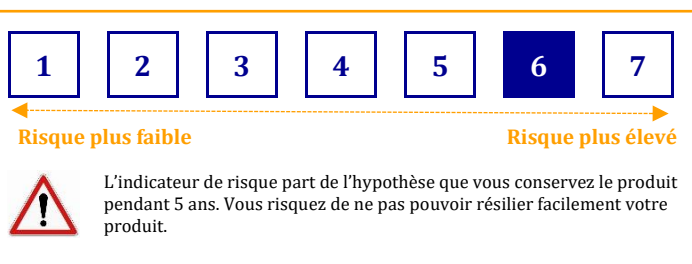 1 2 3 4 5 6 7
Risque plus faible Risque plus élevé
L’indicateur de risque part de l’hypothèse que vous conservez le produit
pendant 5 ans. Vous risquez de ne pas pouvoir résilier facilement votre
produit.